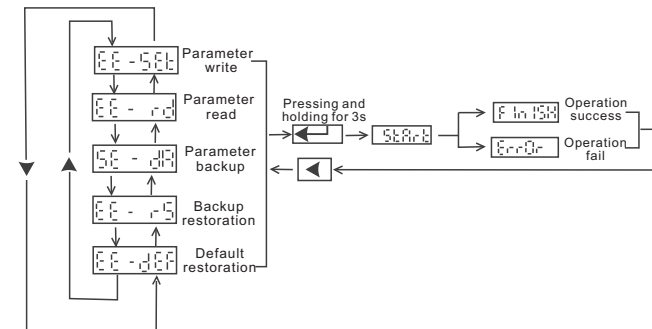 EE-SEt
Parameter
write
EE-rd
Parameter
read
SE-dA
Parameter
backup
EE-rS
Backup
restoration
EE-dEF
Default
restoration
Pressing and
holding for 3s
StArt
FInISH
Operation
success
Err0r
Operation
fail